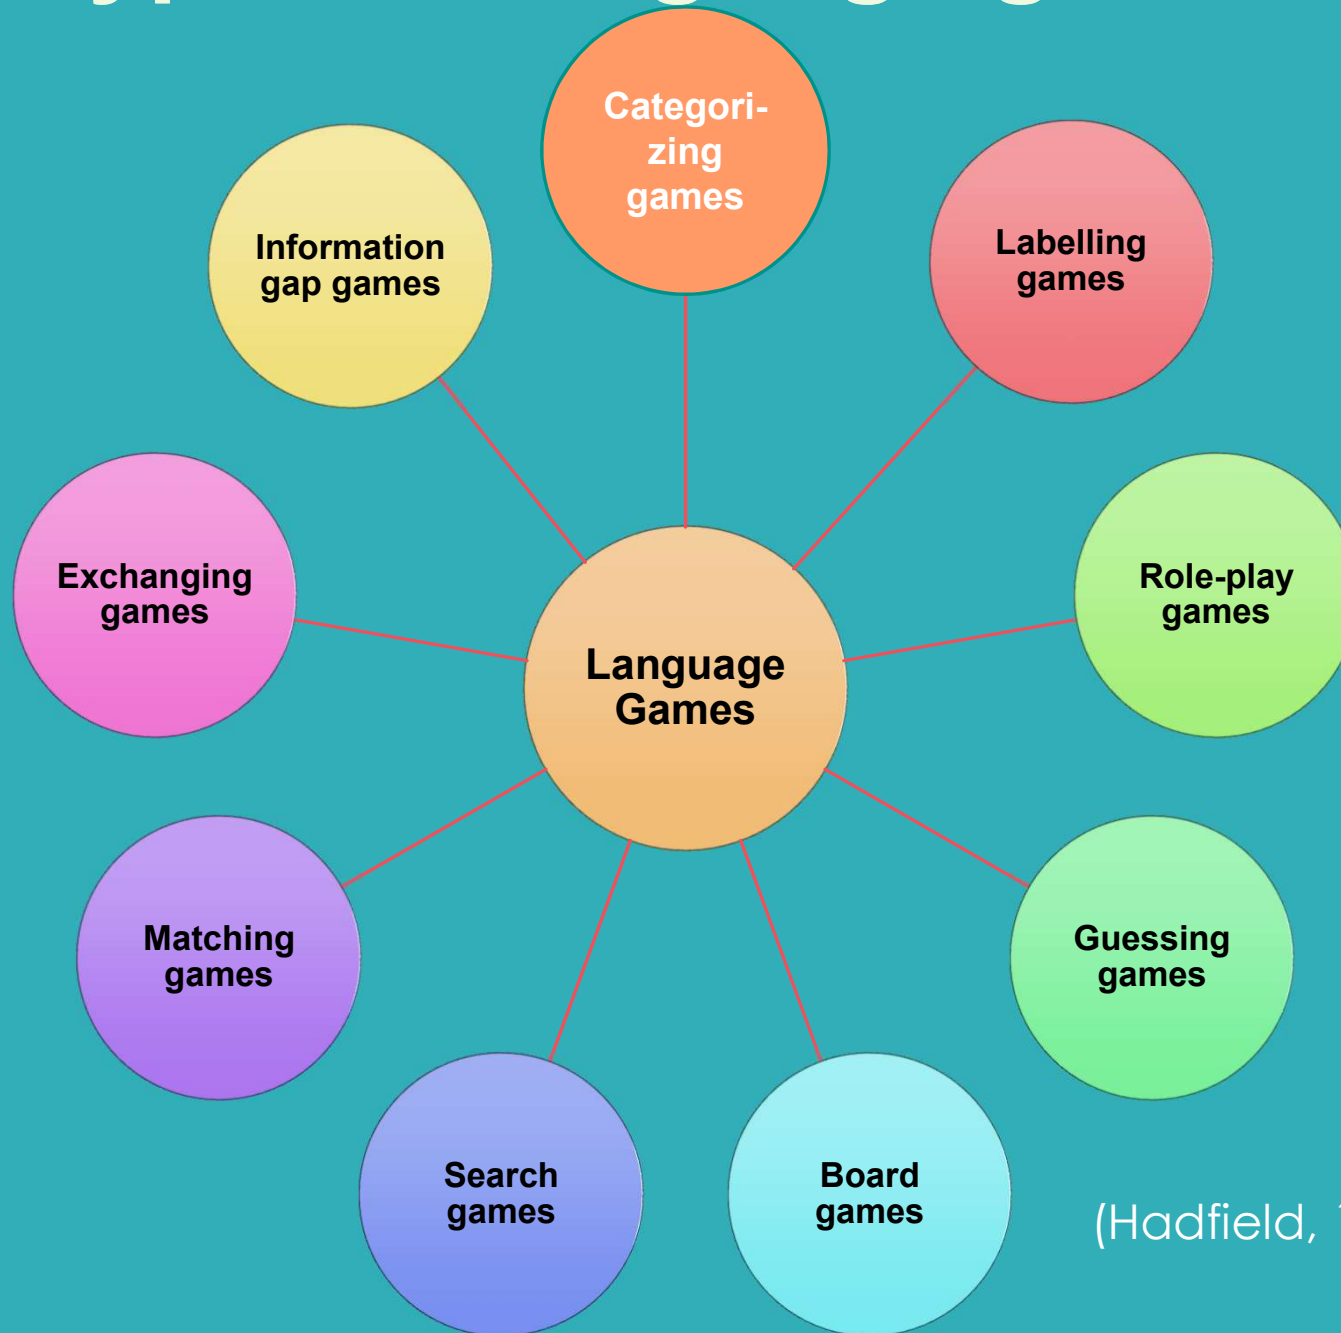 Categori-
zing
games
Labelling
games
Role-play
games
Guessing
games
Board
games
Search
games
Matching
games
Exchanging
games
Information
gap games
Language
Games
(Hadfield,